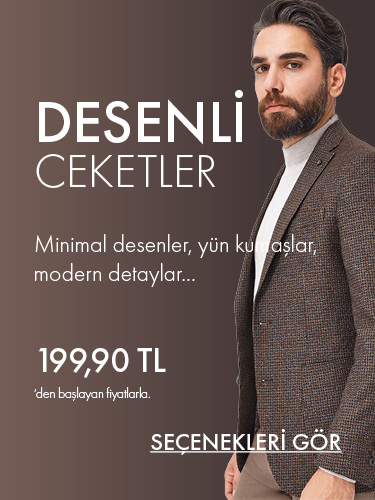 DESENLİ
CEKETLER
Minimal desenler, yün kumaşlar,
modern detaylar...
199,90 TL
'den başlayan fiyatlarla.
SEÇENEKLERİ GÖR